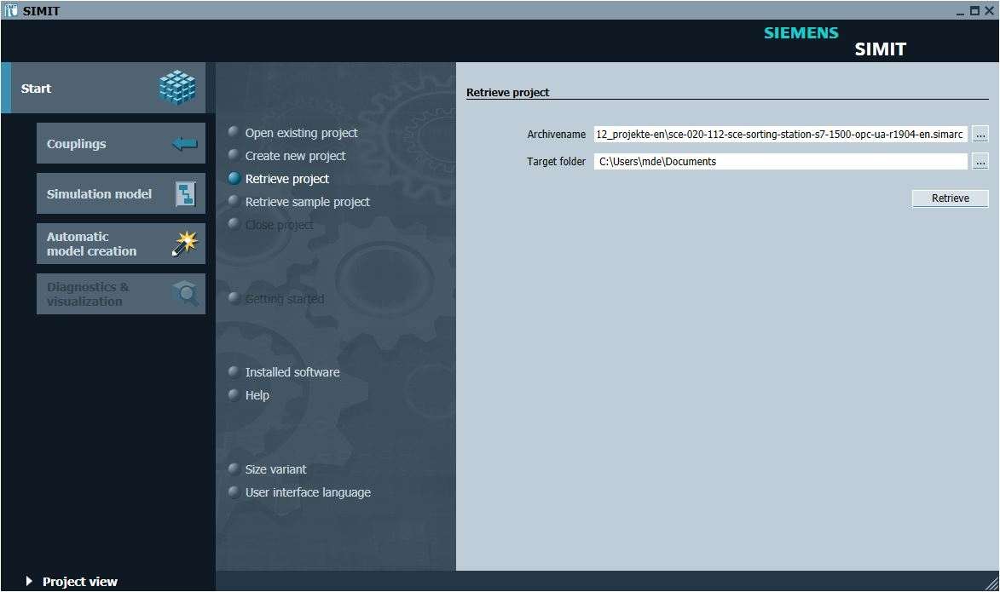 SIMIT
SIEMENS
SIMIT
Start
Couplings
Simulation model
Automatic
model creation
Diagnostics &
visualization
Project view
Open existing project
Create new project
Retrieve project
Retrieve sample project
Close project
Getting started
Installed software
Help
Size variant
User interface language
Retrieve project
Archivename 12_projekte-en\sce-020-112-sce-sorting-station-s7-1500-opc-ua-r1904-en.simarc ...
Target folder C:\Users\mde\Documents ...
Retrieve